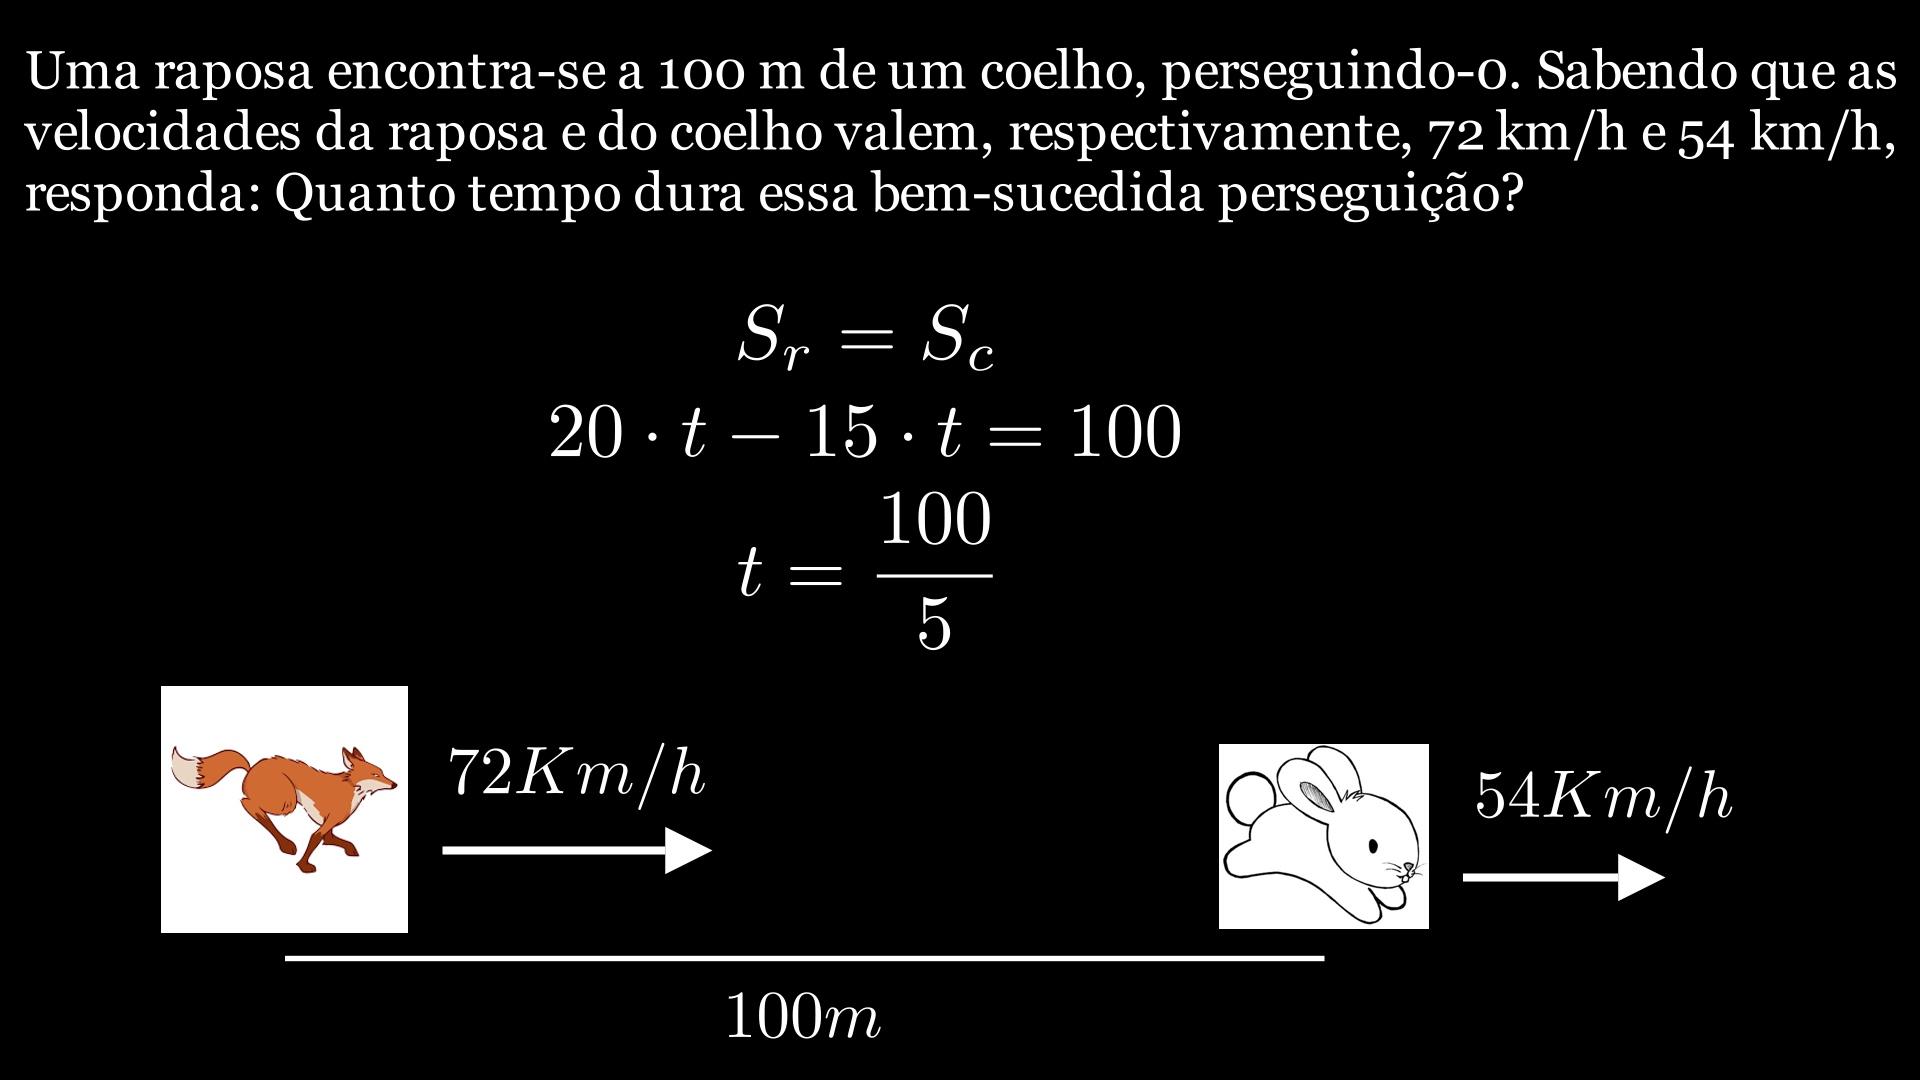 Uma raposa encontra-se a 100 m de um coelho, perseguindo-0. Sabendo que as
velocidades da raposa e do coelho valem, respectivamente, 72 km/h e 54 km/h,
responda: Quanto tempo dura essa bem-sucedida perseguição?
S_r = S_c
20 · t − 15 · t = 100
t = \frac{100}{5}
72Km/h
54Km/h
100m